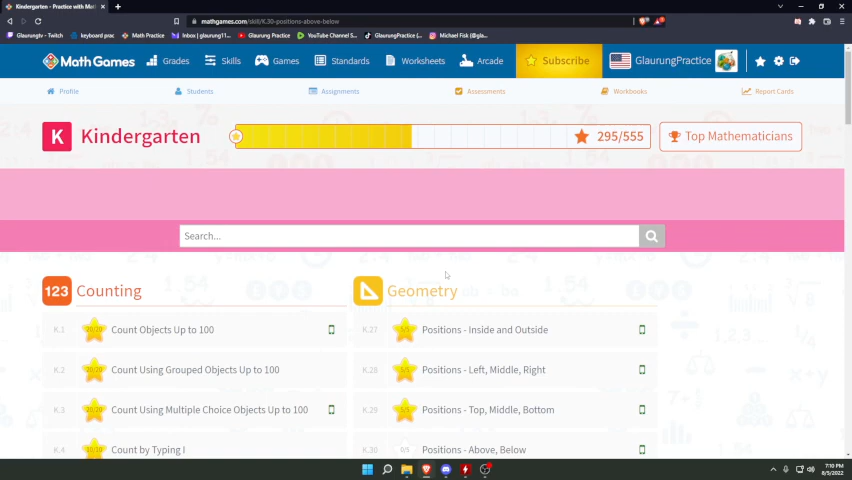 Kindergarten - Practice with Mat
mathgames.com/skill/K.30-positions-above-below
Glaurungtv - Twitch
keyboard prac
Math Practice
Inbox | glaurung11...
Glaurung Practice
YouTube Channel S...
GlaurungPractice (...
Michael Fisk (@gla...
Math Games
Grades
Skills
Games
Standards
Worksheets
Arcade
Subscribe
GlaurungPractice
Profile
Students
Assignments
Assessments
Workbooks
Report Cards
K Kindergarten
295/555
Top Mathematicians
Search...
123 Counting
K.1 20/20 Count Objects Up to 100
K.2 20/20 Count Using Grouped Objects Up to 100
K.3 20/20 Count Using Multiple Choice Objects Up to 100
K.4 Count by Typing I
Geometry
K.27 5/5 Positions - Inside and Outside
K.28 5/5 Positions - Left, Middle, Right
K.29 5/5 Positions - Top, Middle, Bottom
K.30 0/5 Positions - Above, Below
7:10 PM
8/5/2022